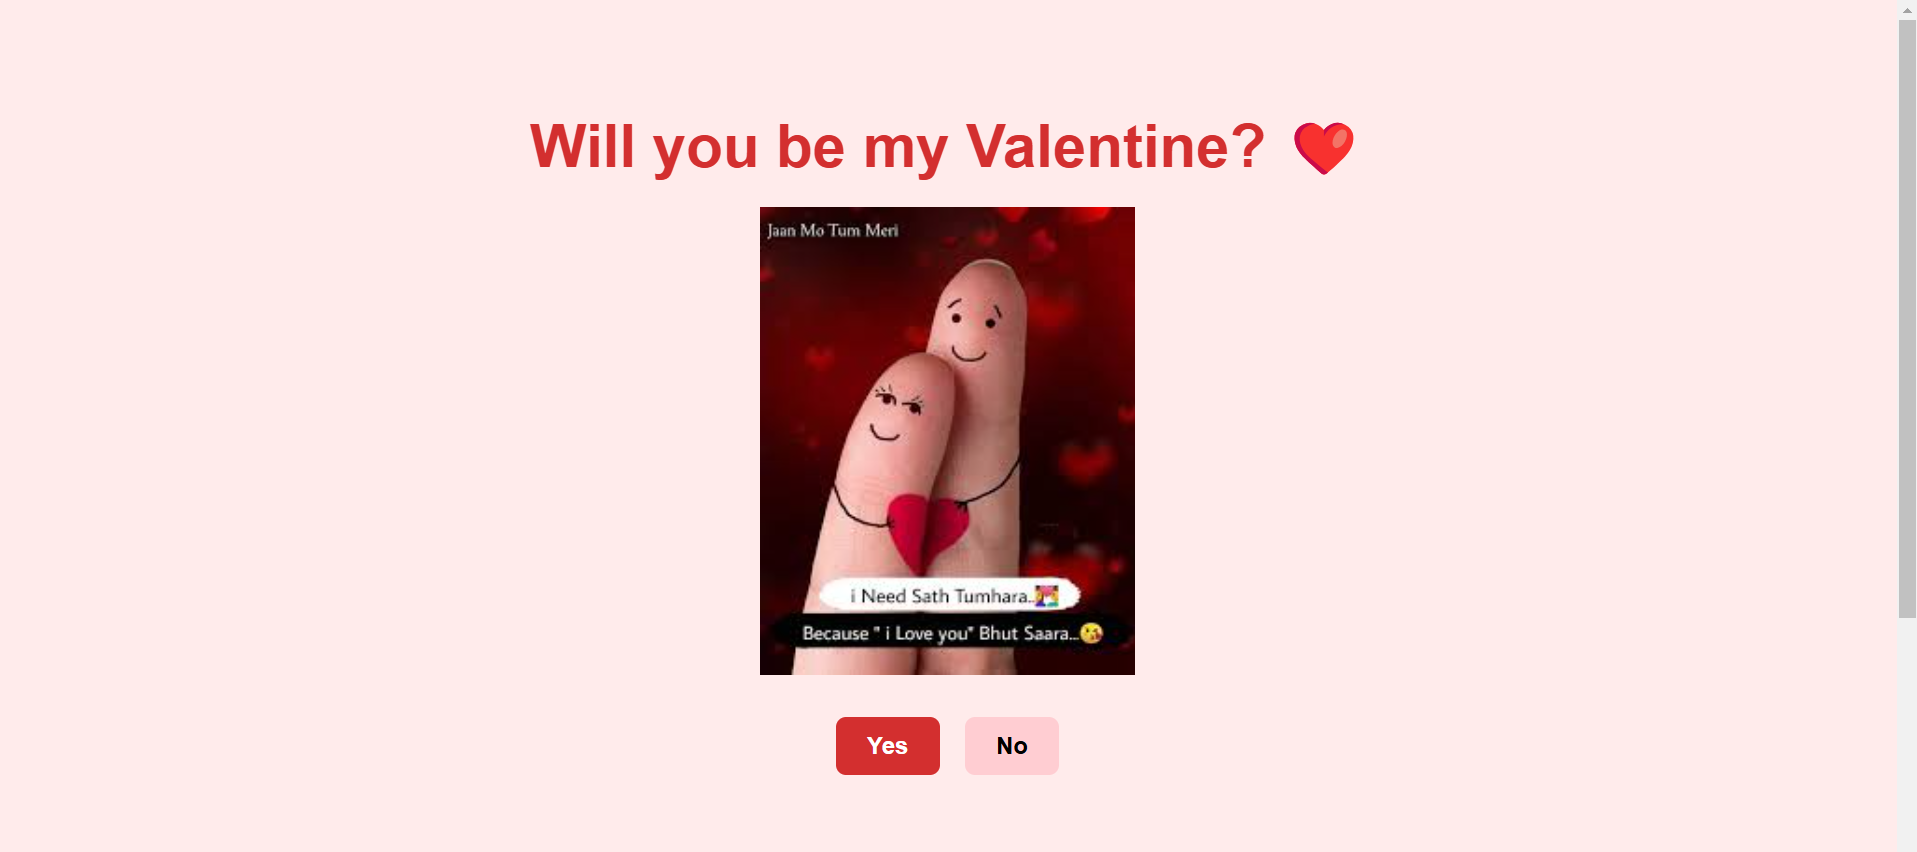 Will you be my Valentine? ❤️
Jaan Mo Tum Meri
i Need Sath Tumhara..
Because " i Love you" Bhut Saara...😘
Yes
No